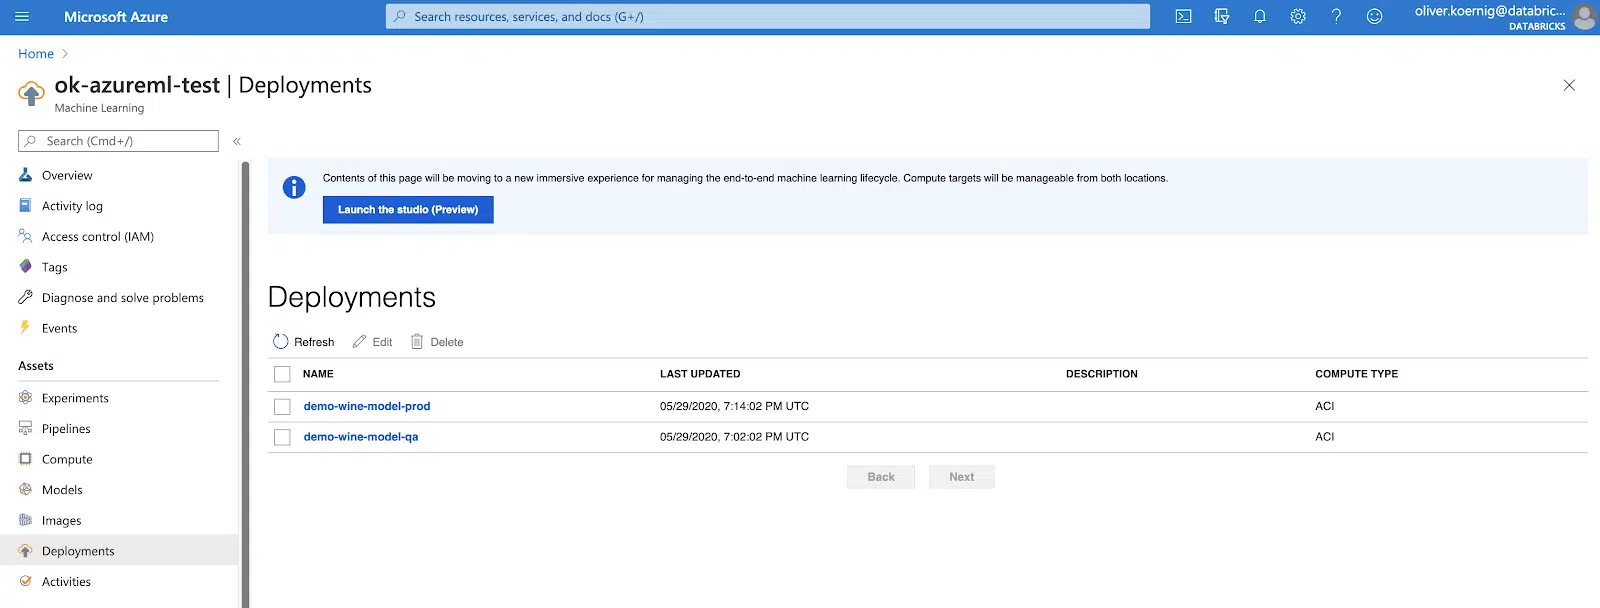 Microsoft Azure
Search resources, services, and docs (G+/)
oliver.koernig@databric...
DATABRICKS
Home
ok-azureml-test | Deployments
Machine Learning
Search (Cmd+/)
Overview
Activity log
Access control (IAM)
Tags
Diagnose and solve problems
Events
Assets
Experiments
Pipelines
Compute
Models
Images
Deployments
Activities
Contents of this page will be moving to a new immersive experience for managing the end-to-end machine learning lifecycle. Compute targets will be manageable from both locations.
Launch the studio (Preview)
Deployments
Refresh Edit Delete
NAME LAST UPDATED DESCRIPTION COMPUTE TYPE
demo-wine-model-prod 05/29/2020, 7:14:02 PM UTC ACI
demo-wine-model-qa 05/29/2020, 7:02:02 PM UTC ACI
Back Next